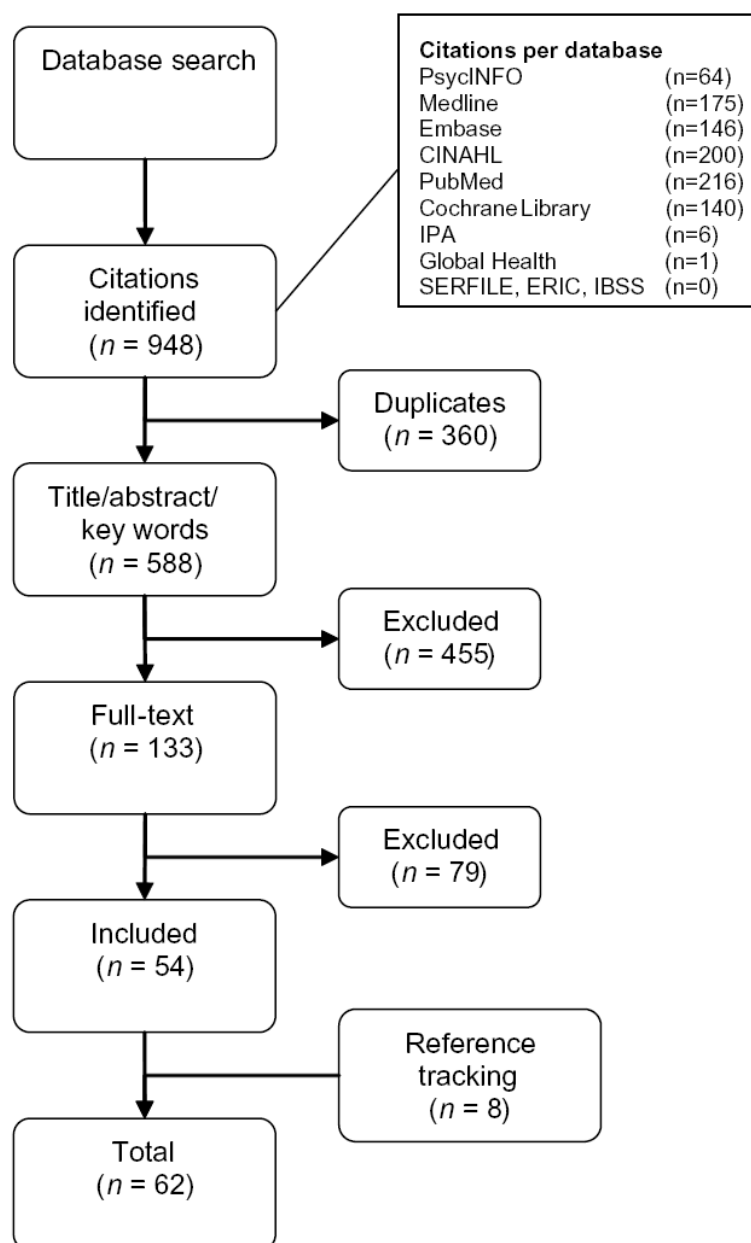 Database search
Citations per database
PsycINFO (n=64)
Medline (n=175)
Embase (n=146)
CINAHL (n=200)
PubMed (n=216)
Cochrane Library (n=140)
IPA (n=6)
Global Health (n=1)
SERFILE, ERIC, IBSS (n=0)
Citations
identified
(n = 948)
Duplicates
(n = 360)
Title/abstract/
key words
(n = 588)
Excluded
(n = 455)
Full-text
(n = 133)
Excluded
(n = 79)
Included
(n = 54)
Reference
tracking
(n = 8)
Total
(n = 62)